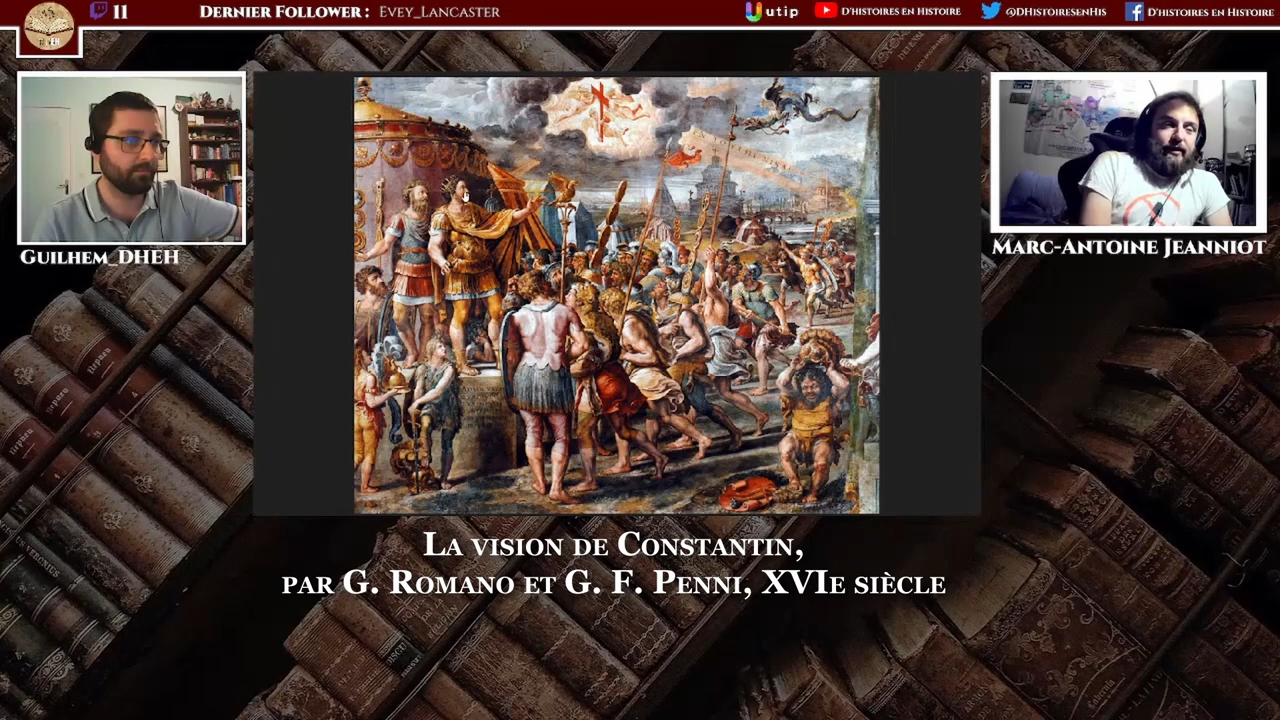 11
DERNIER FOLLOWER : EVEY_LANCASTER
utip
D'HISTOIRES EN HISTOIRE
@DHISTOIRESENHIS
D'HISTOIRES EN HISTOIRE
GUILHEM_DHEH
MARC-ANTOINE JEANNIOT
LA VISION DE CONSTANTIN,
PAR G. ROMANO ET G. F. PENNI, XVIE SIÈCLE